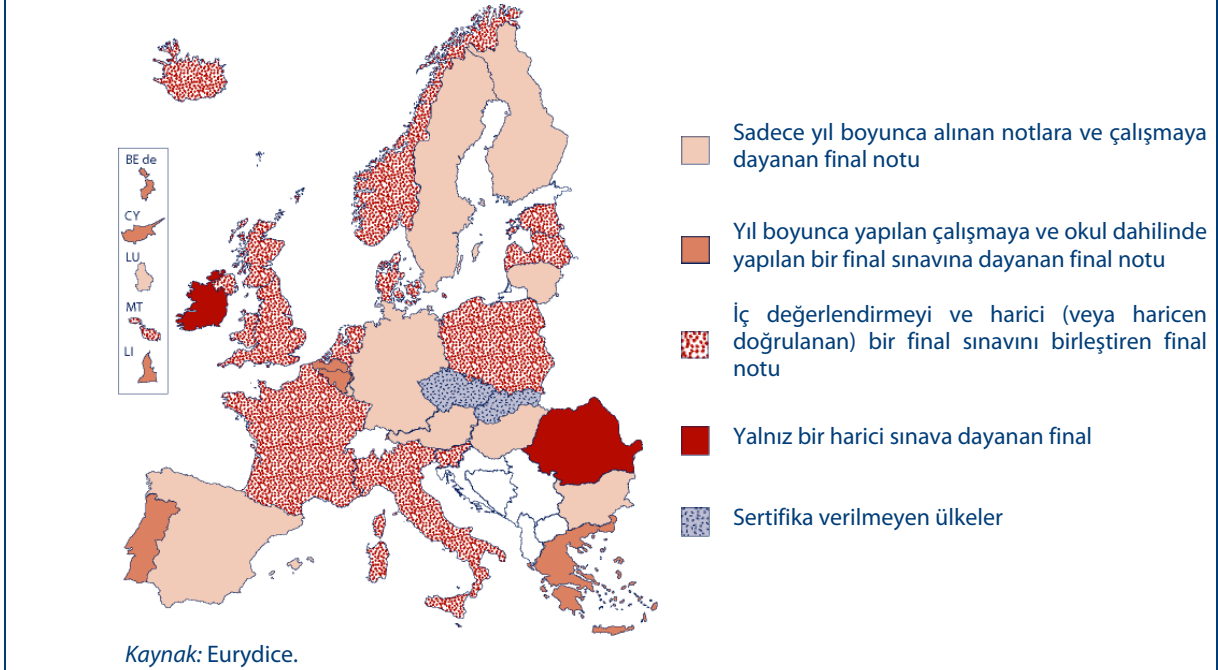 BE de
CY
LU
MT
LI
Sadece yıl boyunca alınan notlara ve çalışmaya
dayanan final notu
Yıl boyunca yapılan çalışmaya ve okul dahilinde
yapılan bir final sınavına dayanan final notu
İç değerlendirmeyi ve harici (veya haricen
doğrulanan) bir final sınavını birleştiren final
notu
Yalnız bir harici sınava dayanan final
Sertifika verilmeyen ülkeler
Kaynak: Eurydice.